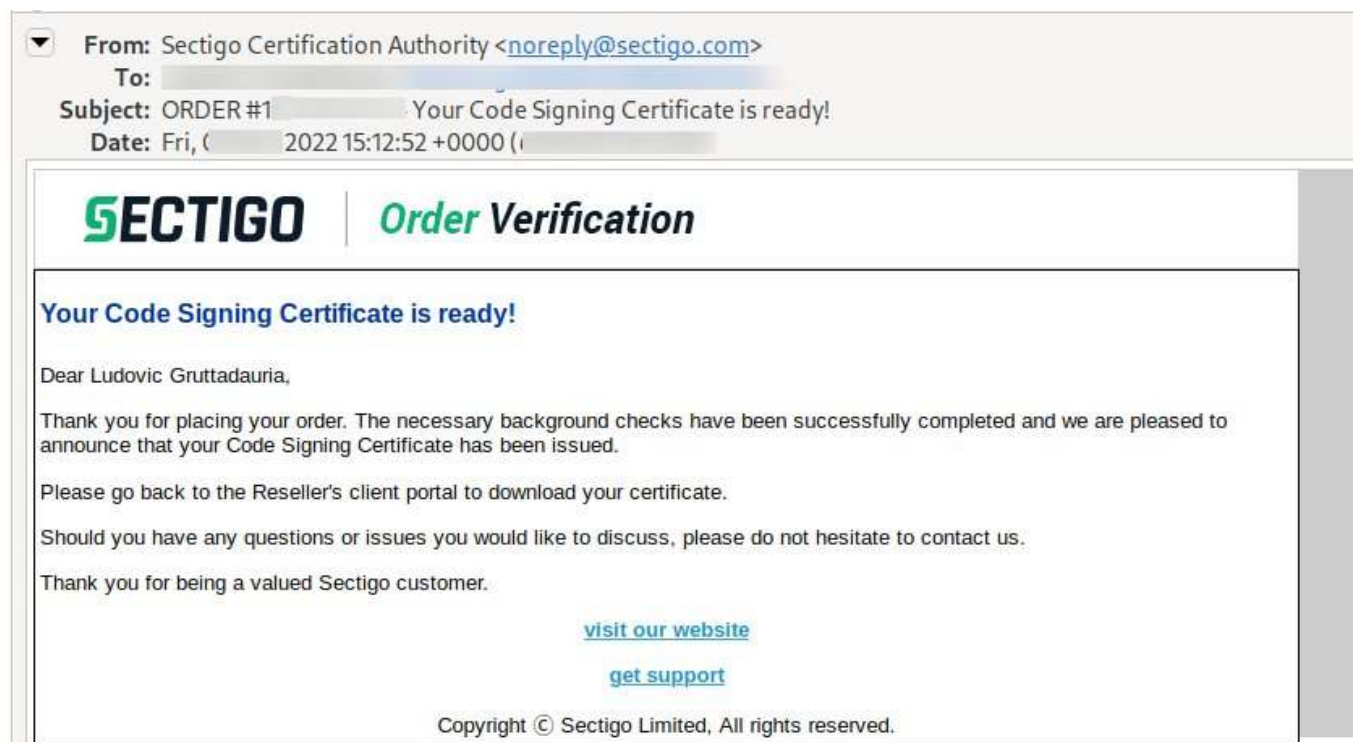 From: Sectigo Certification Authority <noreply@sectigo.com>
To:
Subject: ORDER #1 Your Code Signing Certificate is ready!
Date: Fri, 2022 15:12:52 +0000 (
SECTIGO | Order Verification
Your Code Signing Certificate is ready!
Dear Ludovic Gruttadauria,
Thank you for placing your order. The necessary background checks have been successfully completed and we are pleased to
announce that your Code Signing Certificate has been issued.
Please go back to the Reseller's client portal to download your certificate.
Should you have any questions or issues you would like to discuss, please do not hesitate to contact us.
Thank you for being a valued Sectigo customer.
visit our website
get support
Copyright © Sectigo Limited, All rights reserved.